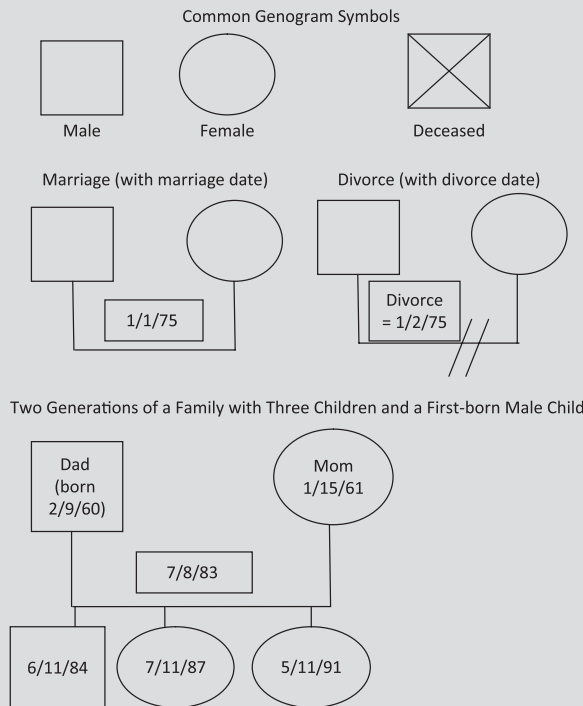 Common Genogram Symbols
Male
Female
Deceased
Marriage (with marriage date)
Divorce (with divorce date)
1/1/75
Divorce
= 1/2/75
Two Generations of a Family with Three Children and a First-born Male Child
Dad
(born
2/9/60)
Mom
1/15/61
7/8/83
6/11/84
7/11/87
5/11/91